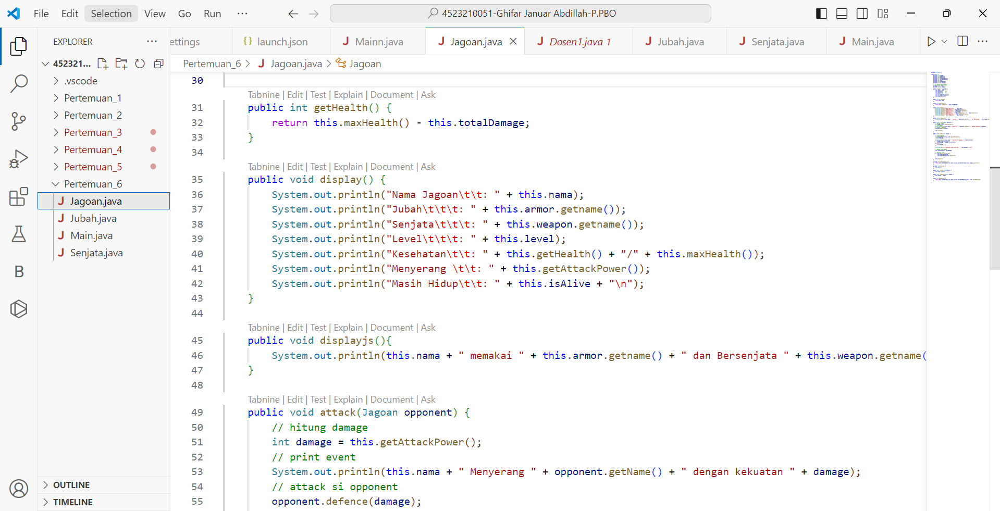 File Edit Selection View Go Run ··· 4523210051-Ghifar Januar Abdillah-P.PBO
EXPLORER ···
ettings {} launch.json J Mainn.java J Jagoan.java J Dosen1.java 1 J Jubah.java J Senjata.java J Main.java ···
452321...
Pertemuan_6 > J Jagoan.java > Jagoan
.vscode
Pertemuan_1
Pertemuan_2
Pertemuan_3
Pertemuan_4
Pertemuan_5
Pertemuan_6
J Jagoan.java
J Jubah.java
J Main.java
J Senjata.java
B
OUTLINE
TIMELINE
30
Tabnine | Edit | Test | Explain | Document | Ask
31 public int getHealth() {
32 return this.maxHealth() - this.totalDamage;
33 }
34
Tabnine | Edit | Test | Explain | Document | Ask
35 public void display() {
36 System.out.println("Nama Jagoan\t\t: " + this.nama);
37 System.out.println("Jubah\t\t\t: " + this.armor.getname());
38 System.out.println("Senjata\t\t\t: " + this.weapon.getname());
39 System.out.println("Level\t\t\t: " + this.level);
40 System.out.println("Kesehatan\t\t: " + this.getHealth() + "/" + this.maxHealth());
41 System.out.println("Menyerang \t\t: " + this.getAttackPower());
42 System.out.println("Masih Hidup\t\t: " + this.isAlive + "\n");
43 }
44
Tabnine | Edit | Test | Explain | Document | Ask
45 public void displayjs(){
46 System.out.println(this.nama + " memakai " + this.armor.getname() + " dan Bersenjata " + this.weapon.getname(
47 }
48
Tabnine | Edit | Test | Explain | Document | Ask
49 public void attack(Jagoan opponent) {
50 // hitung damage
51 int damage = this.getAttackPower();
52 // print event
53 System.out.println(this.nama + " Menyerang " + opponent.getName() + " dengan kekuatan " + damage);
54 // attack si opponent
55 opponent.defence(damage);